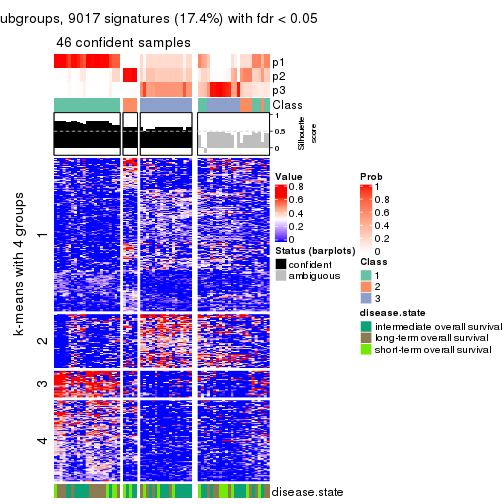 ubgroups, 9017 signatures (17.4%) with fdr < 0.05
46 confident samples
p1
p2
p3
Class
1
0.5
0
Silhouette
score
k-means with 4 groups
1
2
3
4
disease.state
Value
0.8
0.6
0.4
0.2
0
Status (barplots)
confident
ambiguous
Prob
1
0.8
0.6
0.4
0.2
0
Class
1
2
3
disease.state
intermediate overall survival
long-term overall survival
short-term overall survival